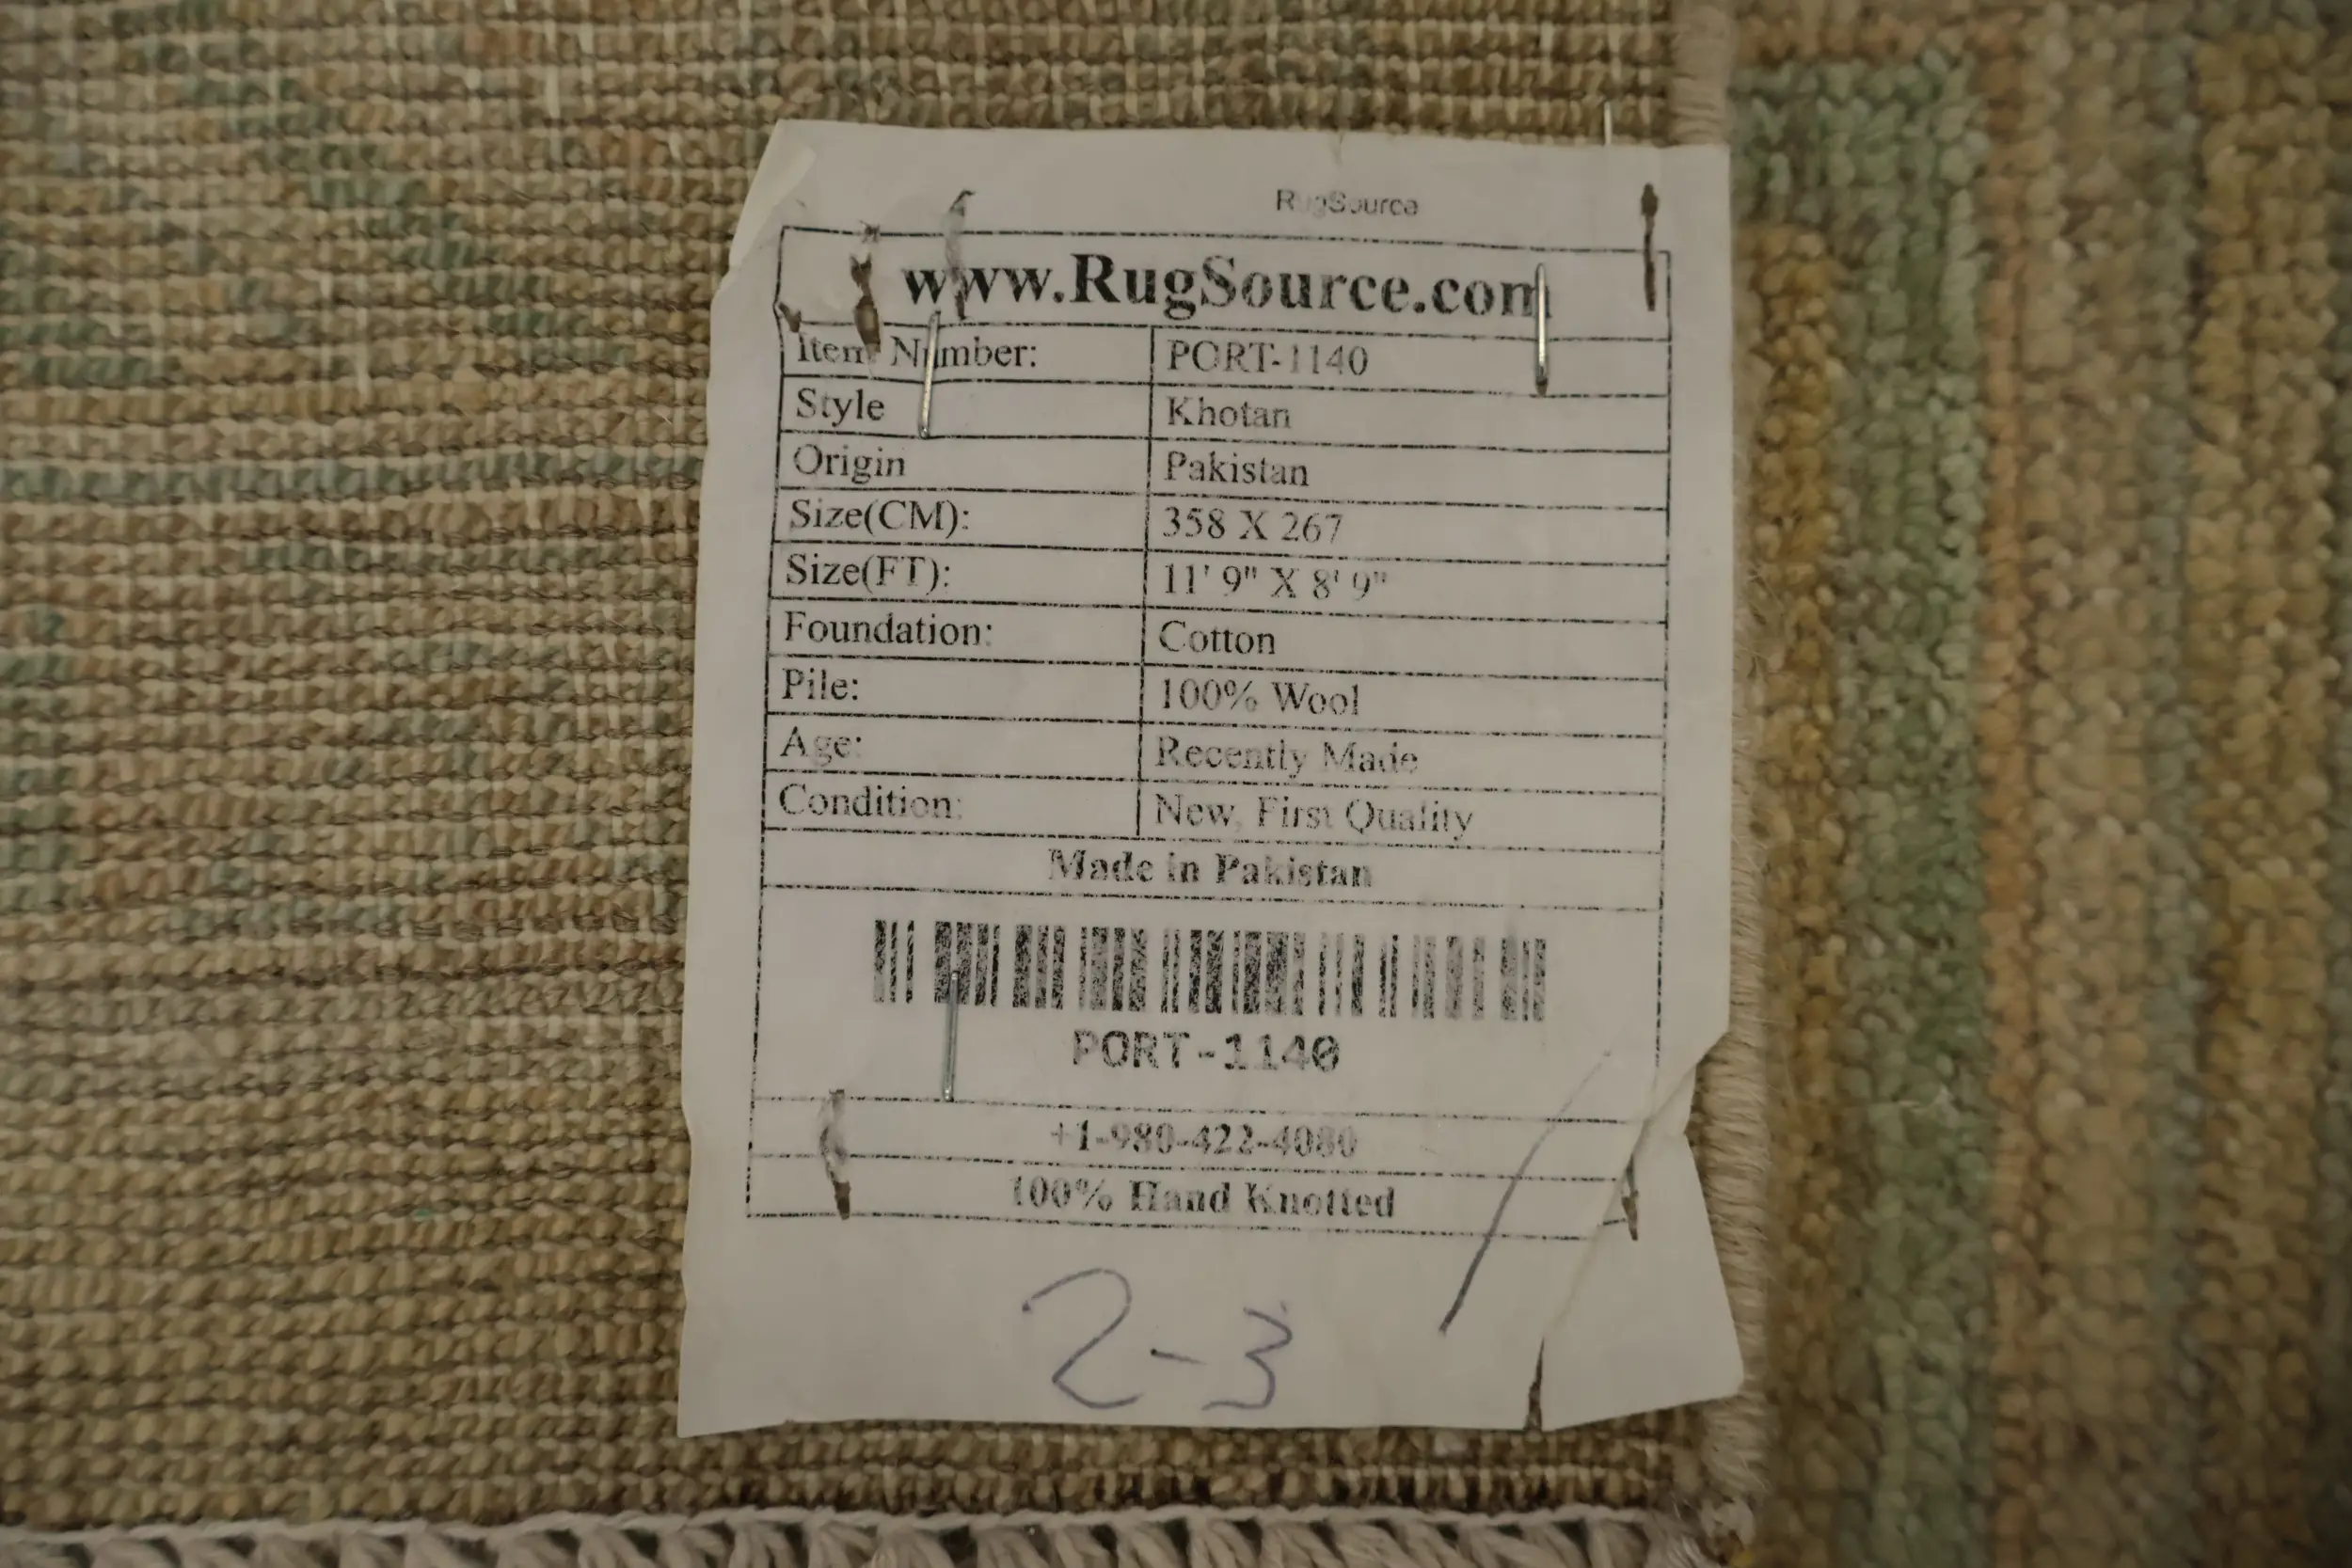 RugSource
www.RugSource.com
Item Number: PORT-1140
Style Khotan
Origin Pakistan
Size(CM): 358 X 267
Size(FT): 11' 9" X 8' 9"
Foundation: Cotton
Pile: 100% Wool
Age: Recently Made
Condition: New, First Quality
Made in Pakistan
PORT-1140
+1-980-422-4080
100% Hand Knotted
2-3